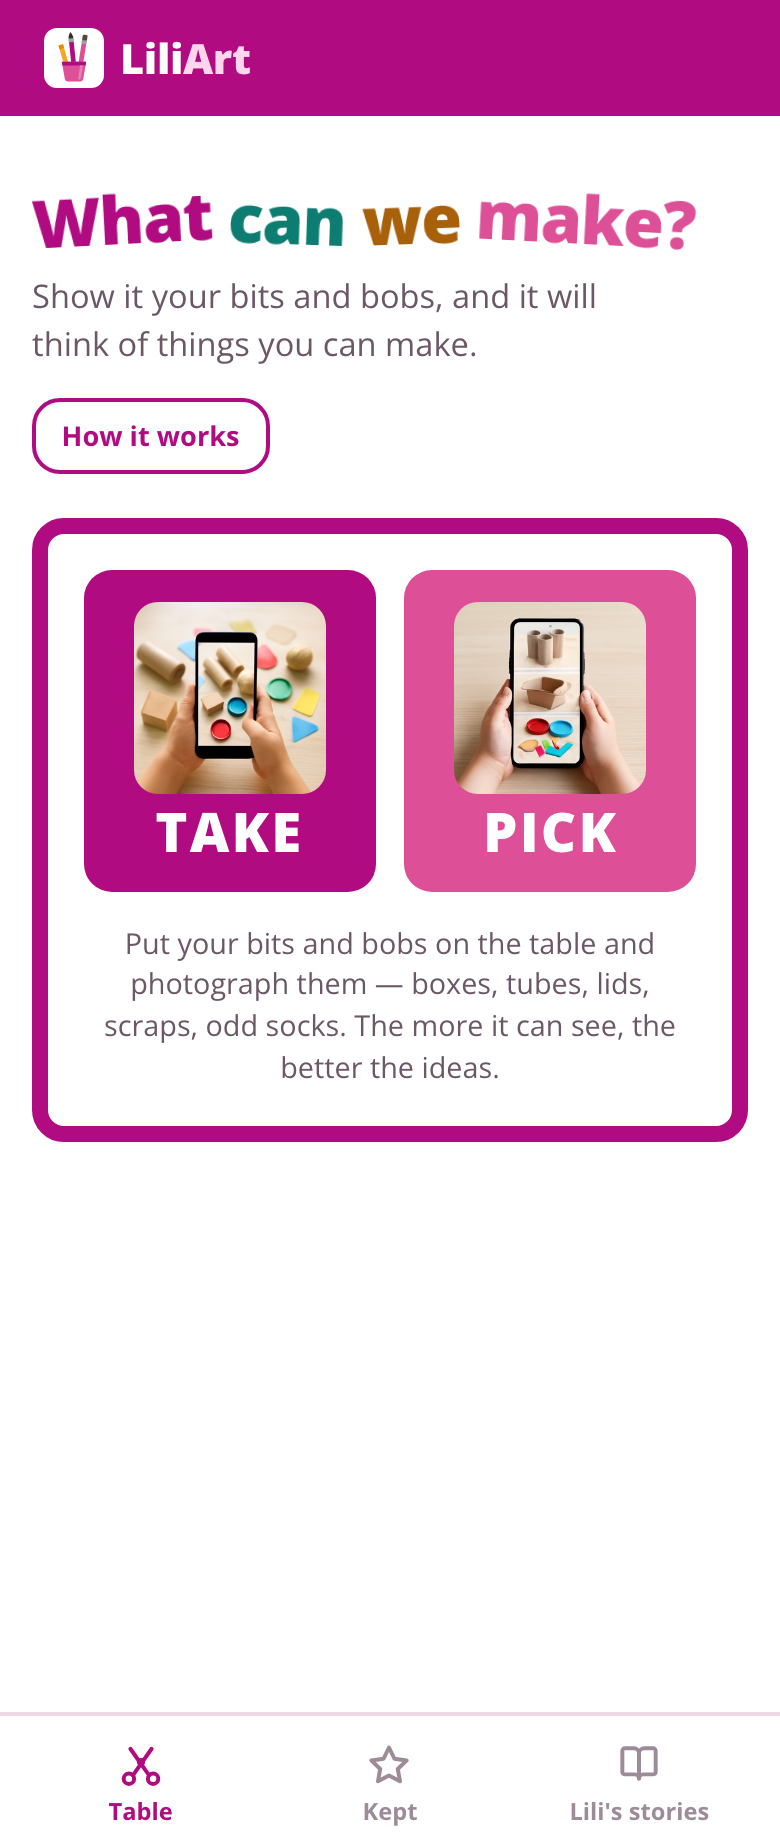 LiliArt
What can we make?
Show it your bits and bobs, and it will
think of things you can make.
How it works
TAKE
PICK
Put your bits and bobs on the table and
photograph them — boxes, tubes, lids,
scraps, odd socks. The more it can see, the
better the ideas.
Table
Kept
Lili's stories